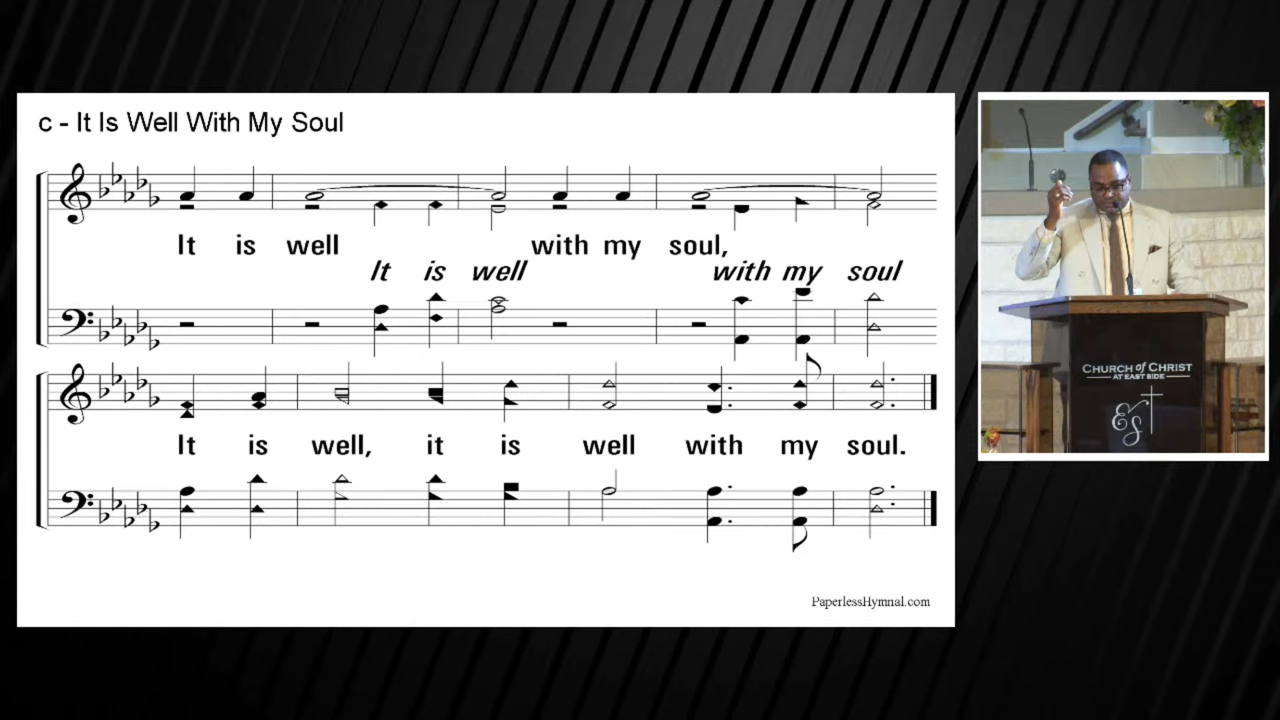 c - It Is Well With My Soul
It is well with my soul,
It is well with my soul
It is well, it is well with my soul.
PaperlessHymnal.com
CHURCH of CHRIST
AT EAST SIDE
ES